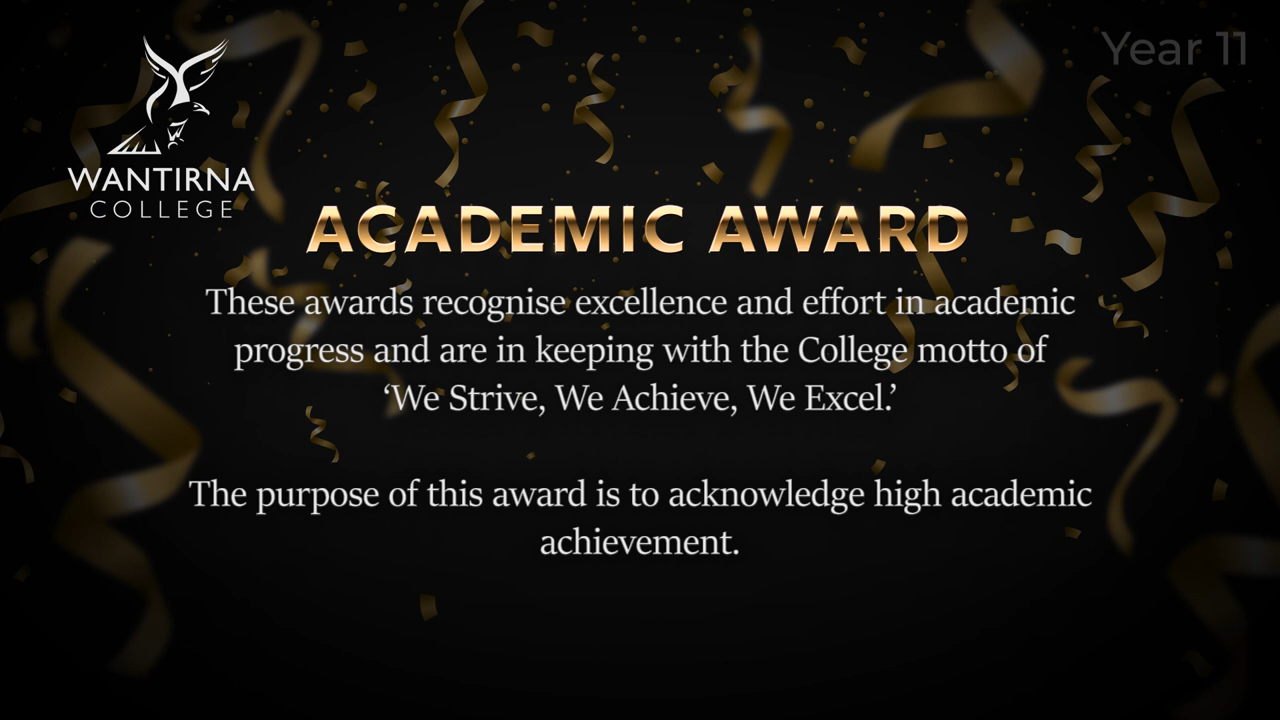 Year 11
WANTIRNA
COLLEGE
ACADEMIC AWARD
These awards recognise excellence and effort in academic
progress and are in keeping with the College motto of
‘We Strive, We Achieve, We Excel.’
The purpose of this award is to acknowledge high academic
achievement.